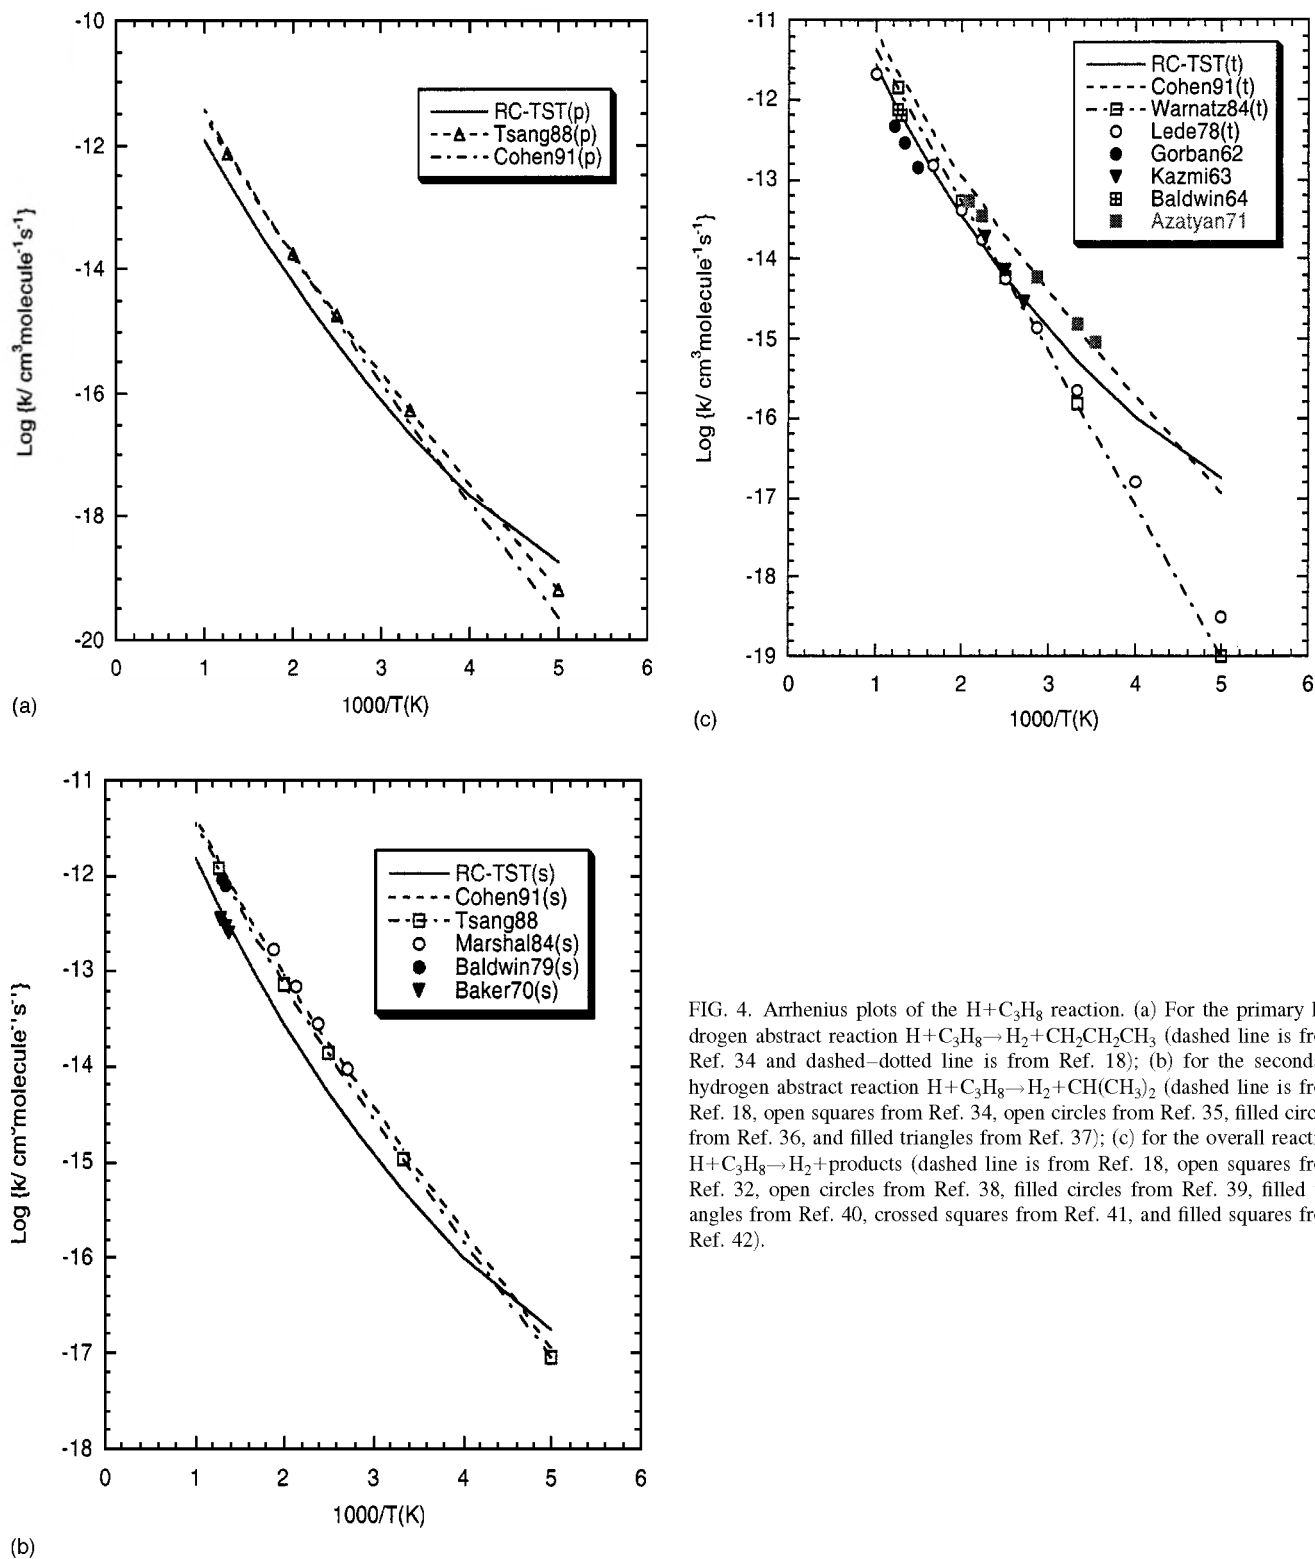 -10
-12
-14
-16
-18
-20
0 1 2 3 4 5 6
Log {k/ cm³molecule⁻¹s⁻¹}
1000/T(K)
RC-TST(p)
Tsang88(p)
Cohen91(p)
(a)
-11
-12
-13
-14
-15
-16
-17
-18
-19
0 1 2 3 4 5 6
Log {k/ cm³molecule⁻¹s⁻¹}
1000/T(K)
RC-TST(t)
Cohen91(t)
Warnatz84(t)
Lede78(t)
Gorban62
Kazmi63
Baldwin64
Azatyan71
(c)
-11
-12
-13
-14
-15
-16
-17
-18
0 1 2 3 4 5 6
1000/T(K)
RC-TST(s)
Cohen91(s)
Tsang88
Marshal84(s)
Baldwin79(s)
Baker70(s)
(b)
FIG. 4. Arrhenius plots of the H+C₃H₈ reaction. (a) For the primary
drogen abstract reaction H+C₃H₈→H₂+CH₂CH₂CH₃ (dashed line is
Ref. 34 and dashed–dotted line is from Ref. 18); (b) for the
hydrogen abstract reaction H+C₃H₈→H₂+CH(CH₃)₂ (dashed line is
Ref. 18, open squares from Ref. 34, open circles from Ref. 35, filled
from Ref. 36, and filled triangles from Ref. 37); (c) for the overall
H+C₃H₈→H₂+products (dashed line is from Ref. 18, open squares
Ref. 32, open circles from Ref. 38, filled circles from Ref. 39, filled
angles from Ref. 40, crossed squares from Ref. 41, and filled squares
Ref. 42).